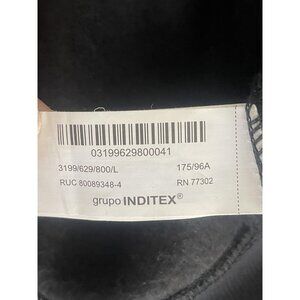 03199629800041
3199/629/800/L 175/96A
RUC 80089348-4 RN 77302
grupo INDITEX®